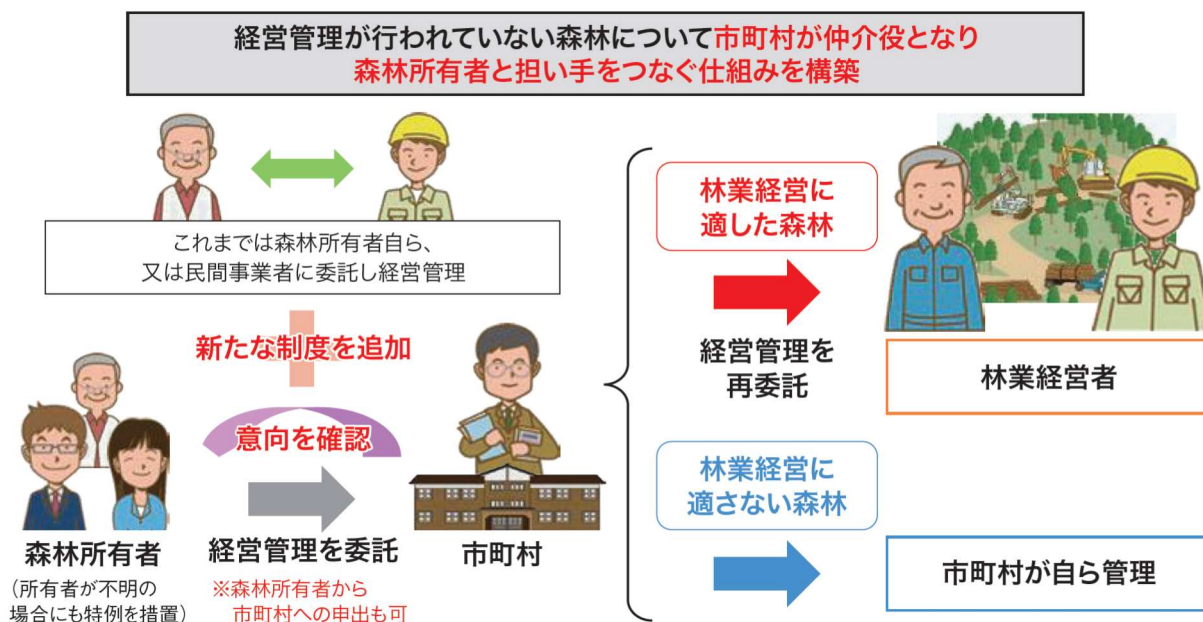 経営管理が行われていない森林について市町村が仲介役となり
森林所有者と担い手をつなぐ仕組みを構築
これまでは森林所有者自ら、
又は民間事業者に委託し経営管理
新たな制度を追加
意向を確認
森林所有者
(所有者が不明の
場合にも特例を措置)
経営管理を委託
※森林所有者から
市町村への申出も可
市町村
林業経営に
適した森林
経営管理を
再委託
林業経営者
林業経営に
適さない森林
市町村が自ら管理